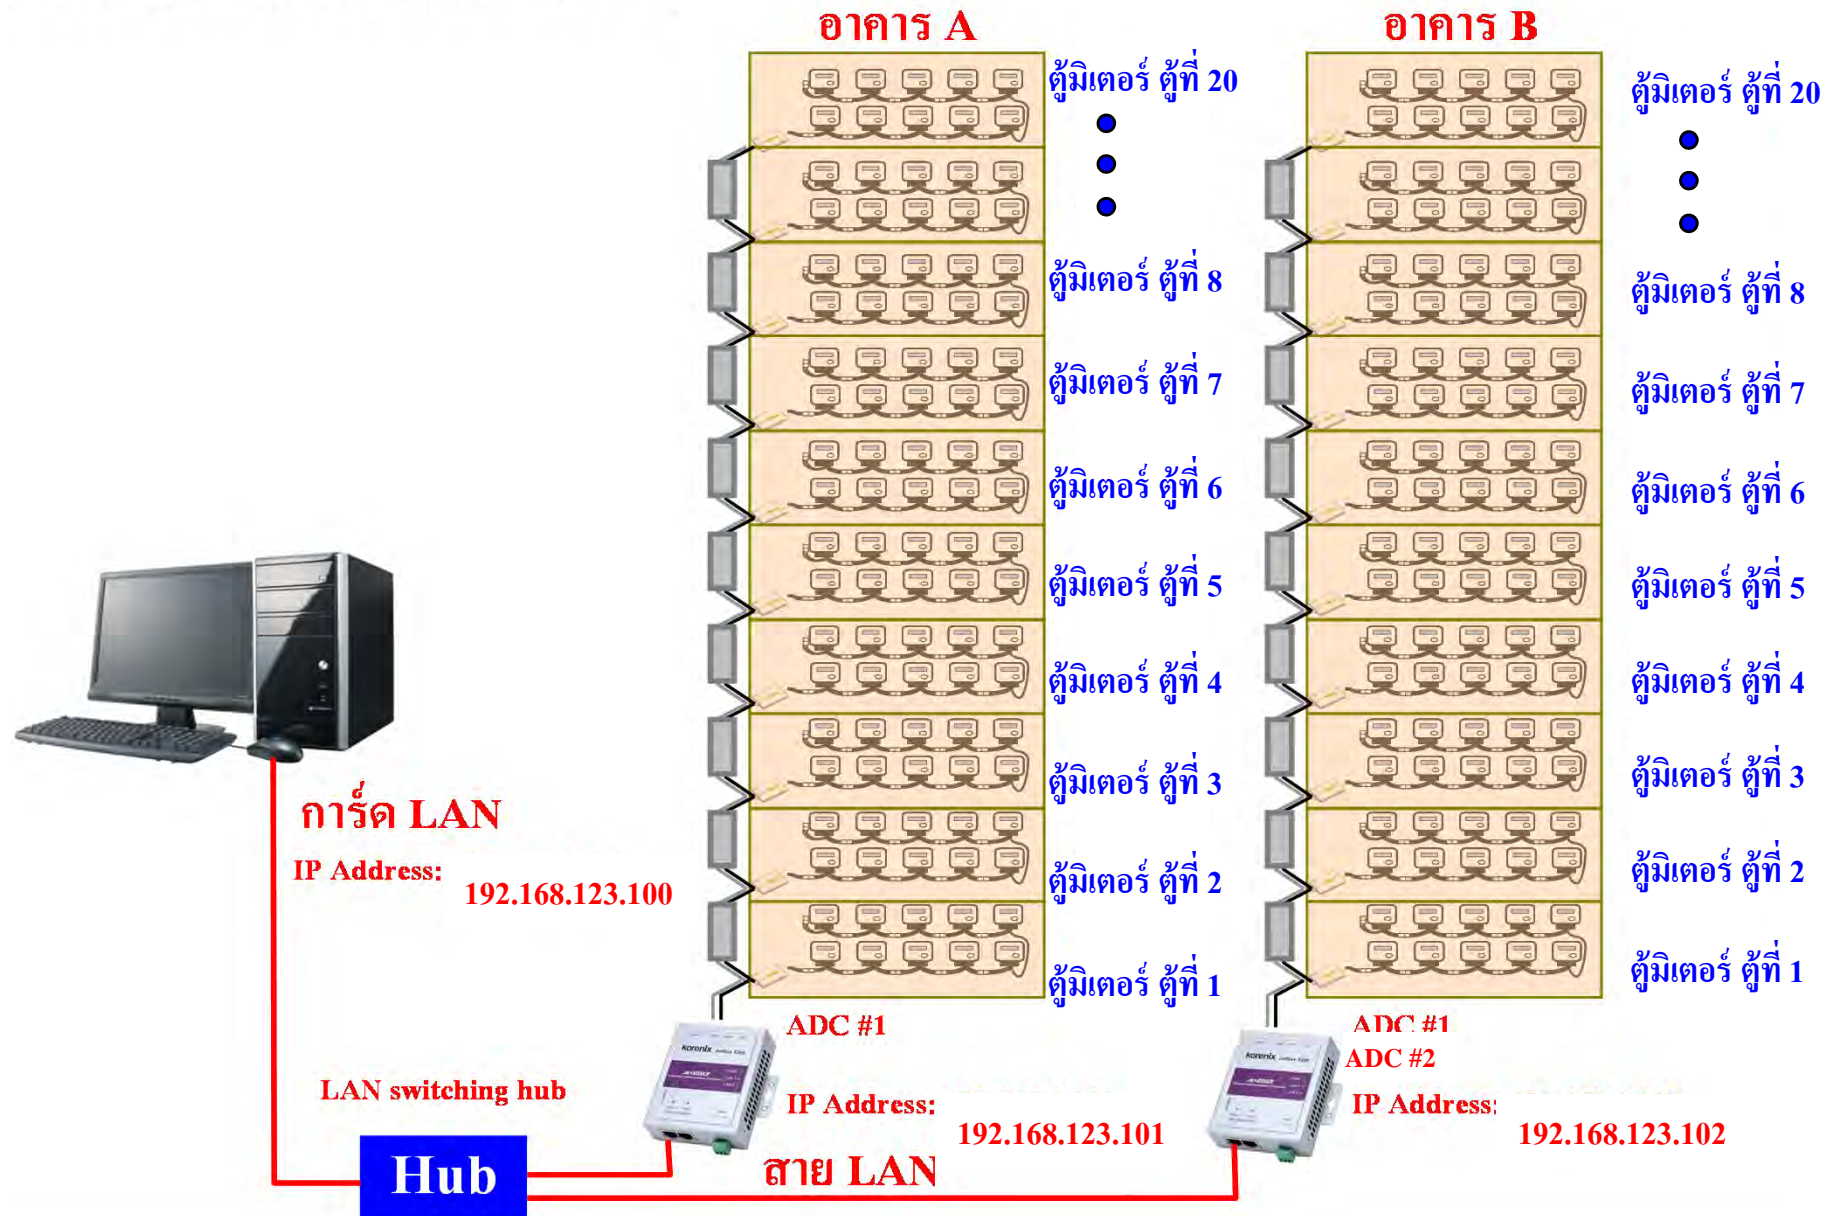 อาคาร A
อาคาร B
ตู้มิเตอร์ ตู้ที่ 20
ตู้มิเตอร์ ตู้ที่ 8
ตู้มิเตอร์ ตู้ที่ 7
ตู้มิเตอร์ ตู้ที่ 6
ตู้มิเตอร์ ตู้ที่ 5
ตู้มิเตอร์ ตู้ที่ 4
ตู้มิเตอร์ ตู้ที่ 3
ตู้มิเตอร์ ตู้ที่ 2
ตู้มิเตอร์ ตู้ที่ 1
ตู้มิเตอร์ ตู้ที่ 20
ตู้มิเตอร์ ตู้ที่ 8
ตู้มิเตอร์ ตู้ที่ 7
ตู้มิเตอร์ ตู้ที่ 6
ตู้มิเตอร์ ตู้ที่ 5
ตู้มิเตอร์ ตู้ที่ 4
ตู้มิเตอร์ ตู้ที่ 3
ตู้มิเตอร์ ตู้ที่ 2
ตู้มิเตอร์ ตู้ที่ 1
การ์ด LAN
IP Address:
192.168.123.100
ADC #1
korenix
IP Address:
192.168.123.101
ADC #1
ADC #2
korenix
IP Address:
192.168.123.102
LAN switching hub
Hub
สาย LAN